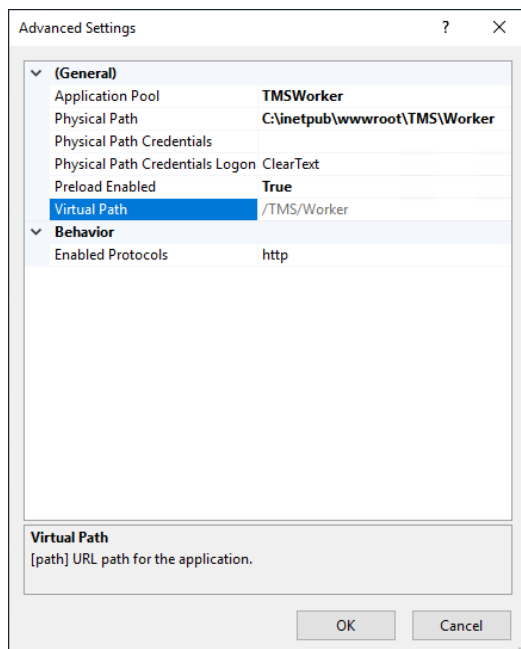 Advanced Settings ?
(General)
Application Pool TMSWorker
Physical Path C:\inetpub\wwwroot\TMS\Worker
Physical Path Credentials
Physical Path Credentials Logon ClearText
Preload Enabled True
Virtual Path /TMS/Worker
Behavior
Enabled Protocols http
Virtual Path
[path] URL path for the application.
OK Cancel